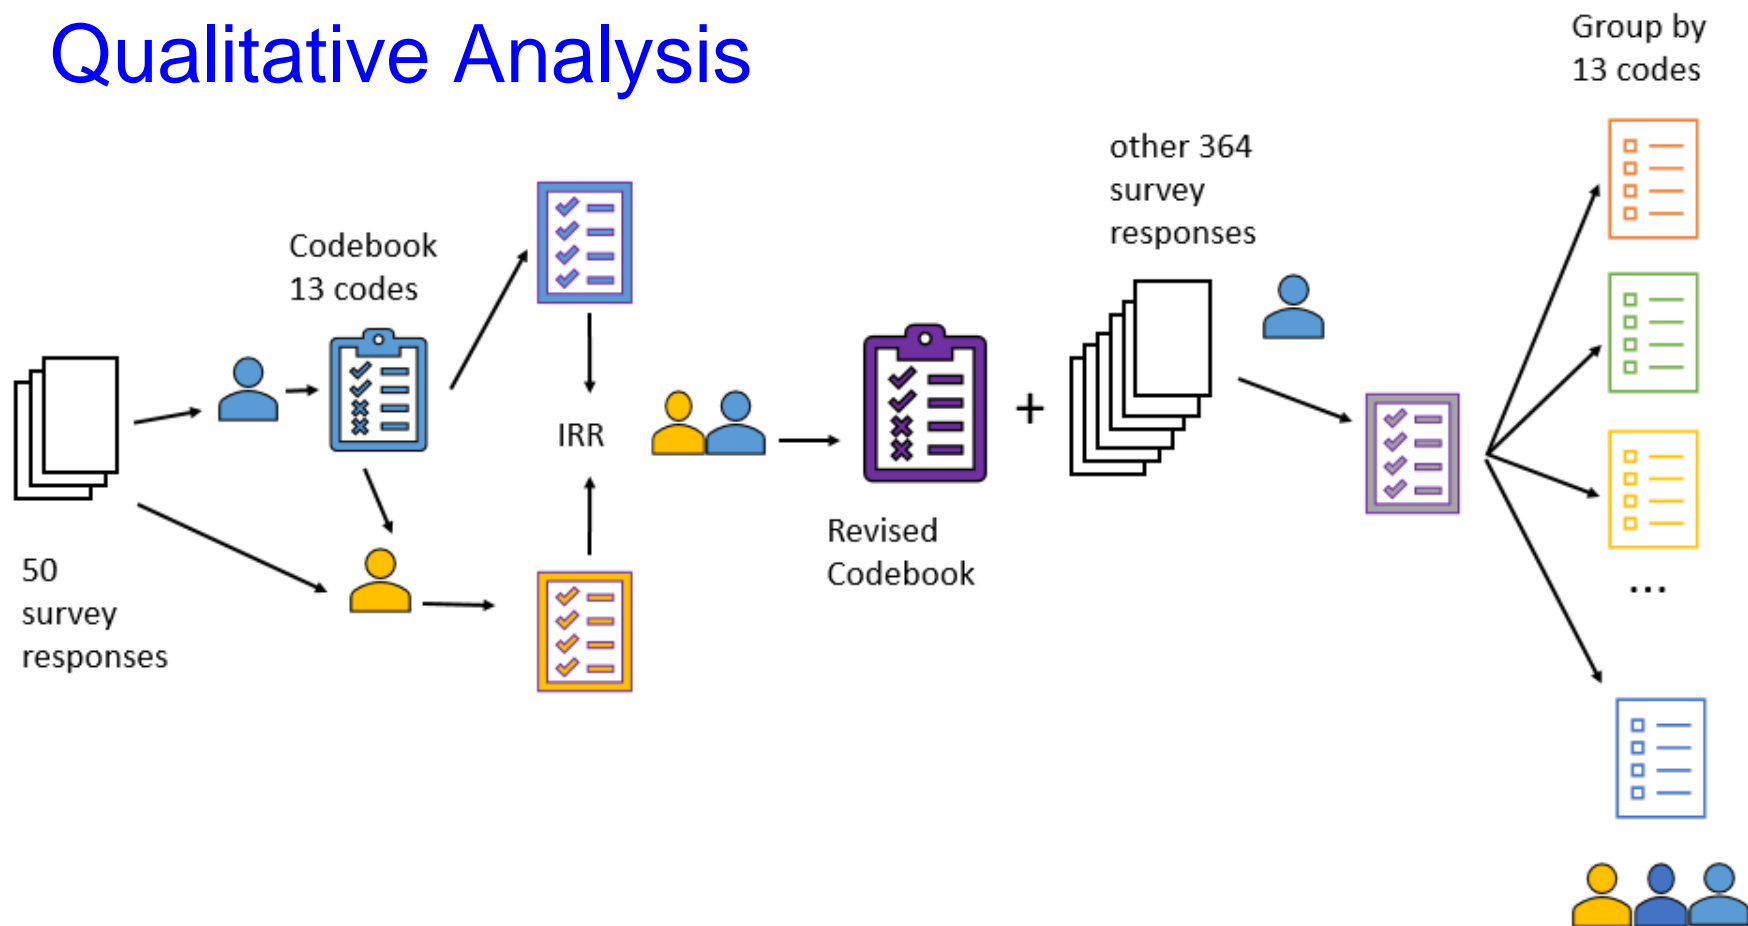 Qualitative Analysis
Group by
13 codes
other 364
survey
responses
Codebook
13 codes
IRR
+
Revised
Codebook
50
survey
responses
...